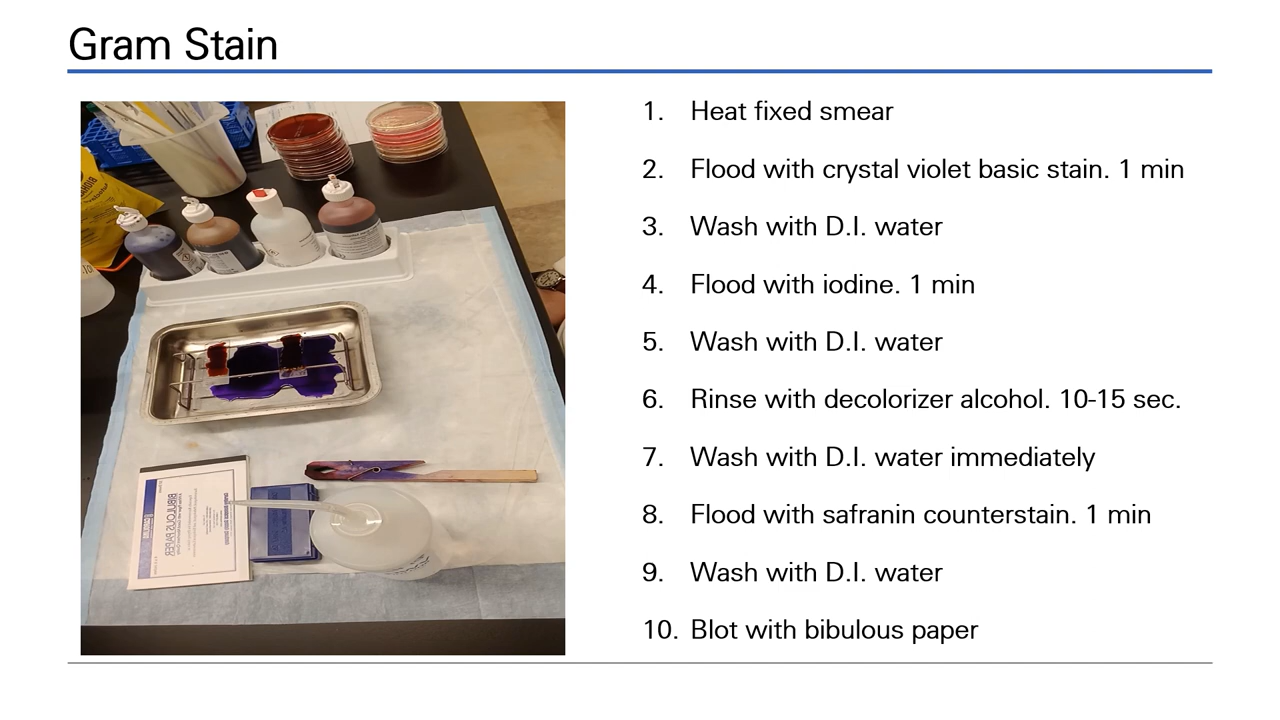 Gram Stain
1. Heat fixed smear
2. Flood with crystal violet basic stain. 1 min
3. Wash with D.I. water
4. Flood with iodine. 1 min
5. Wash with D.I. water
6. Rinse with decolorizer alcohol. 10-15 sec.
7. Wash with D.I. water immediately
8. Flood with safranin counterstain. 1 min
9. Wash with D.I. water
10. Blot with bibulous paper
BIBULOUS PAPER